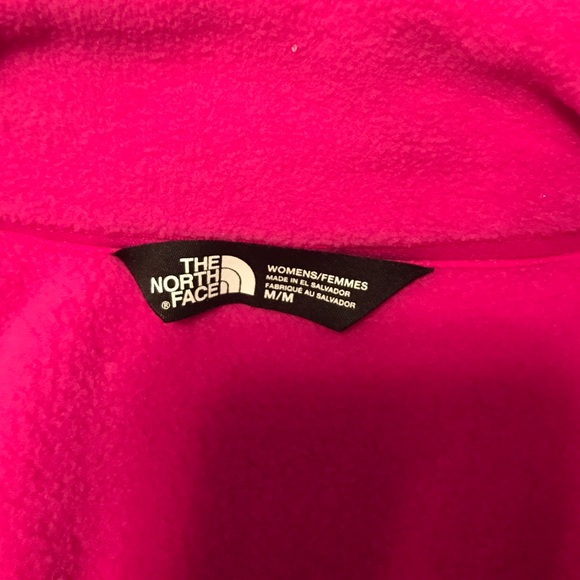 THE
NORTH
FACE®
WOMENS/FEMMES
MADE IN EL SALVADOR
FABRIQUÉ AU SALVADOR
M/M